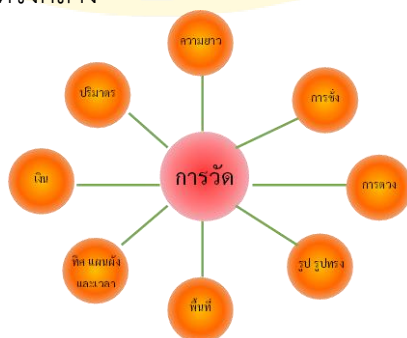 ความยาว
ปริมาตร
การชั่ง
เงิน
การวัด
การตวง
ทิศ แผนผัง
และเวลา
รูป รูปทรง
พื้นที่